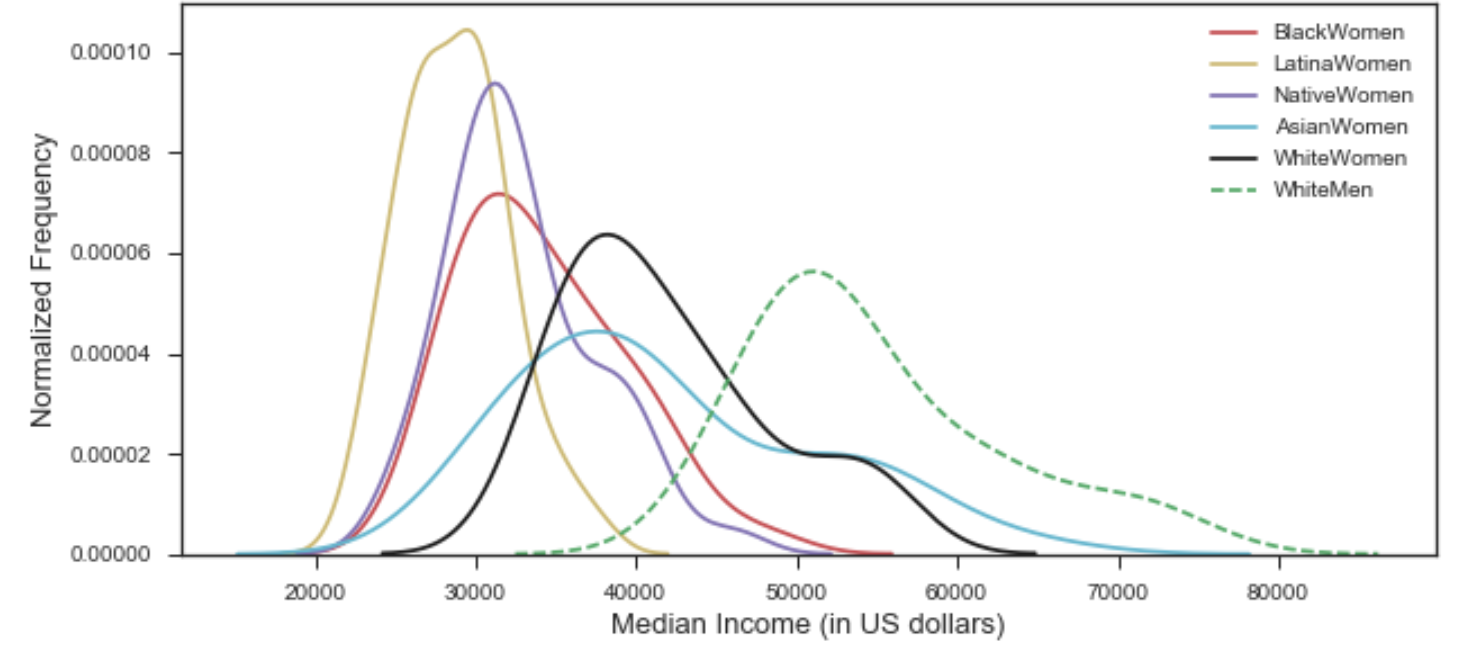 0.00010
0.00008
0.00006
0.00004
0.00002
0.00000
Normalized Frequency
BlackWomen
LatinaWomen
NativeWomen
AsianWomen
WhiteWomen
WhiteMen
20000 30000 40000 50000 60000 70000 80000
Median Income (in US dollars)